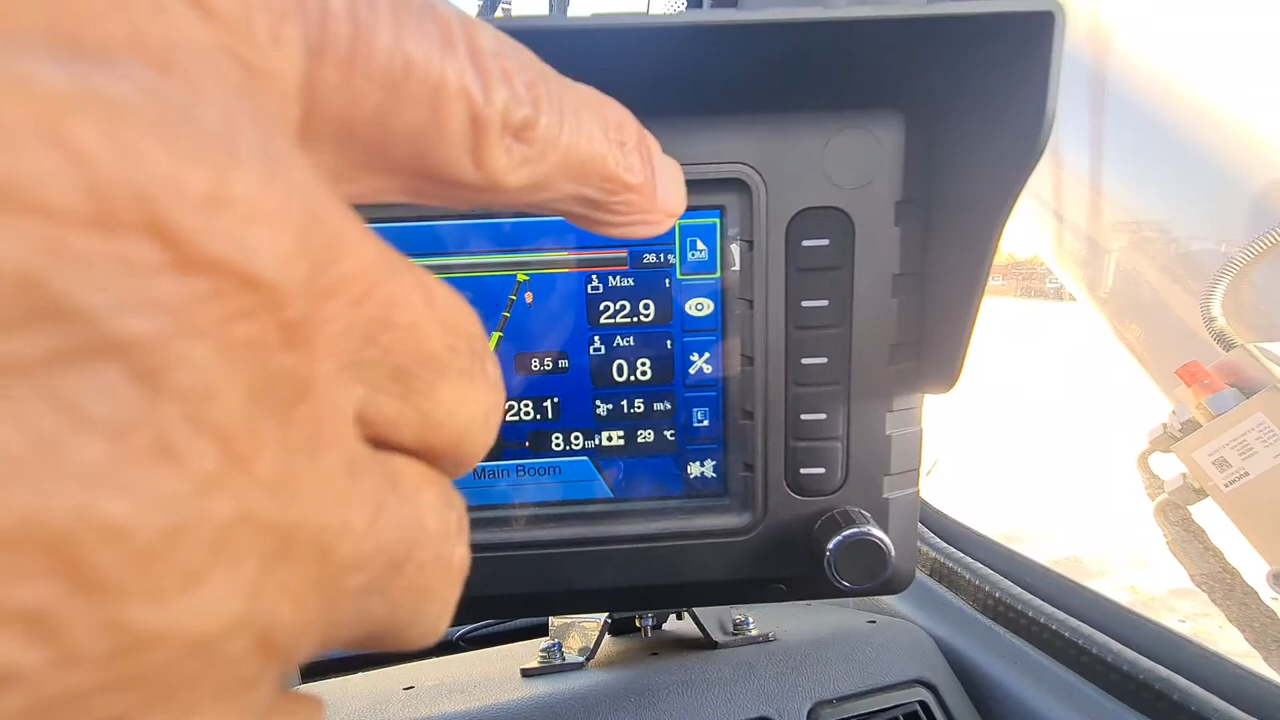 26.1 %
OM
Max t
22.9
Act t
8.5 m
0.8
28.1°
1.5 m/s
8.9 m
29 °C
E
Main Boom
BUCHER